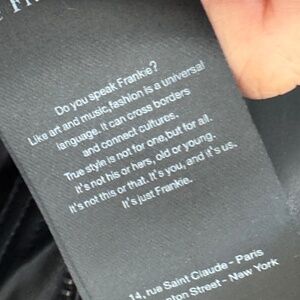 Do you speak Frankie?
Like art and music,fashion is a universal
language. It can cross borders
and connect cultures.
True style is not for one,but for all.
It's not his or hers, old or young.
It's not this or that. It's you, and it's us.
It's just Frankie.
14, rue Saint Claude - Paris
Street - New York